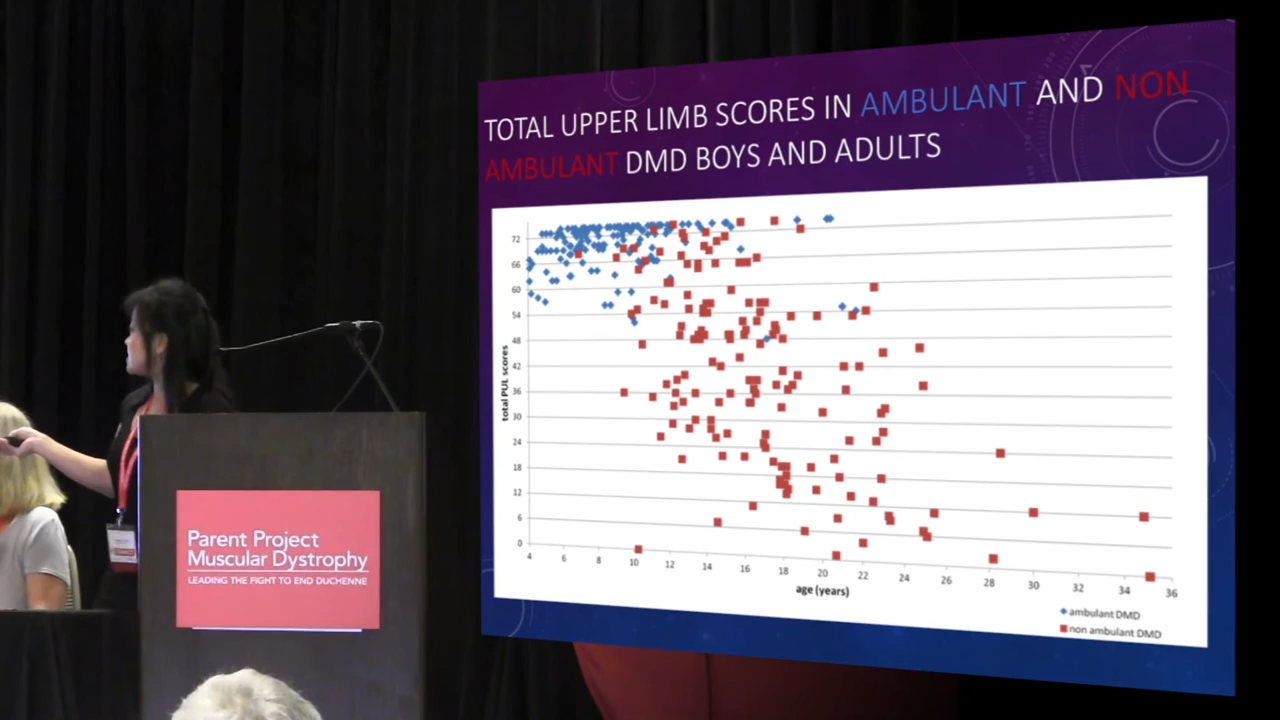 TOTAL UPPER LIMB SCORES IN AMBULANT AND NON
AMBULANT DMD BOYS AND ADULTS
total PUL scores
72
66
60
54
48
42
36
30
24
18
12
6
0
4 6 8 10 12 14 16 18 20 22 24 26 28 30 32 34 36
age (years)
ambulant DMD
non ambulant DMD
Parent Project
Muscular Dystrophy
LEADING THE FIGHT TO END DUCHENNE